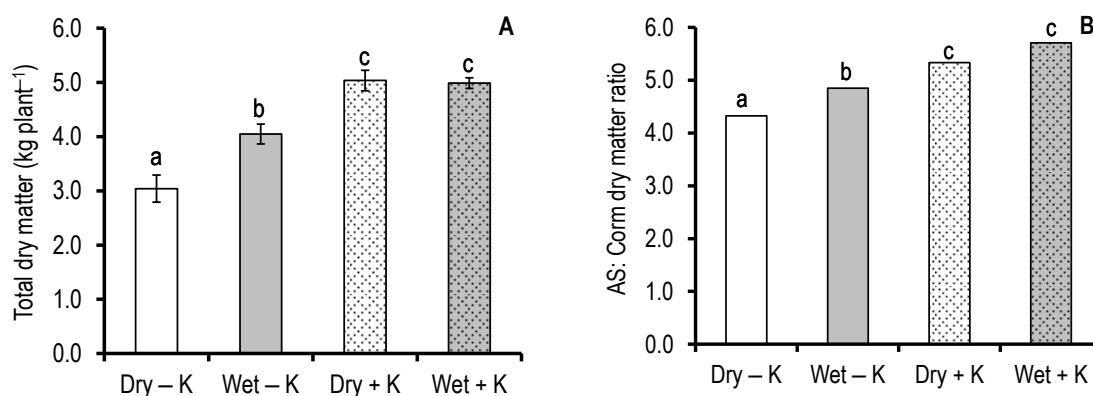 A
Total dry matter (kg plant⁻¹)
6.0
5.0
4.0
3.0
2.0
1.0
0.0
a
b
c
c
Dry – K
Wet – K
Dry + K
Wet + K
B
AS: Corm dry matter ratio
6.0
5.0
4.0
3.0
2.0
1.0
0.0
a
b
c
c
Dry – K
Wet – K
Dry + K
Wet + K